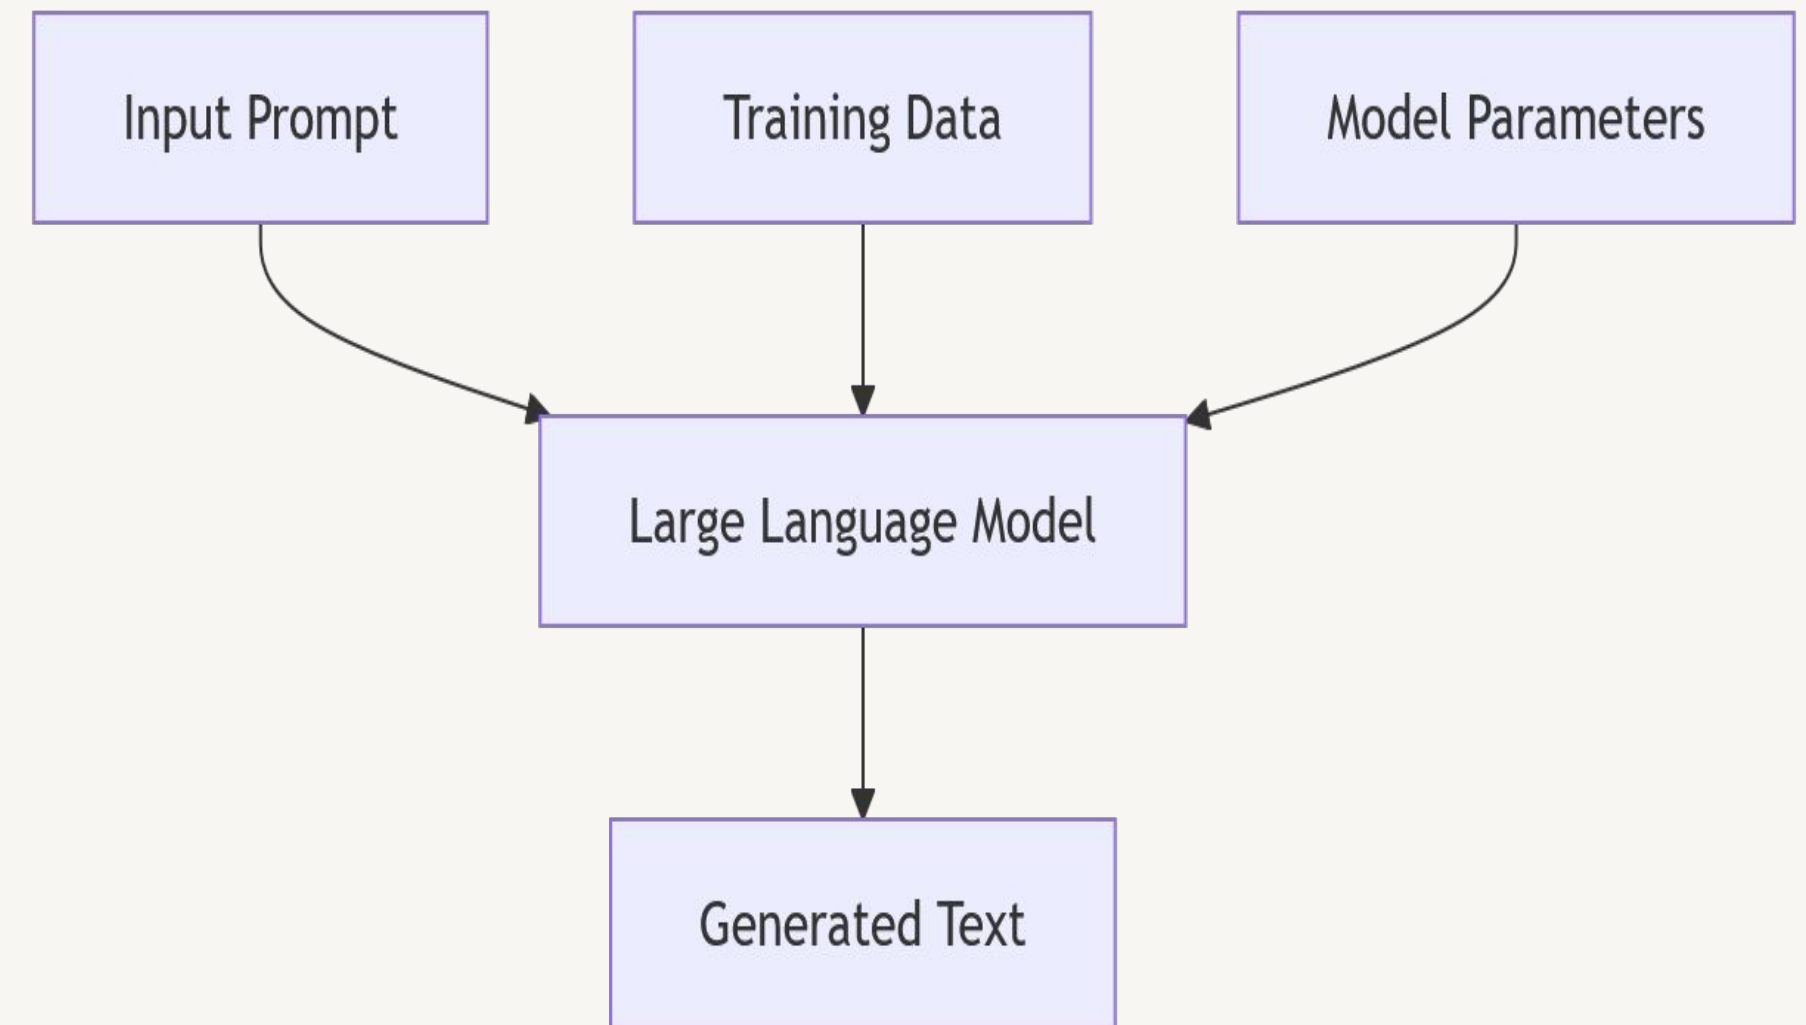 Input Prompt
Training Data
Model Parameters
Large Language Model
Generated Text